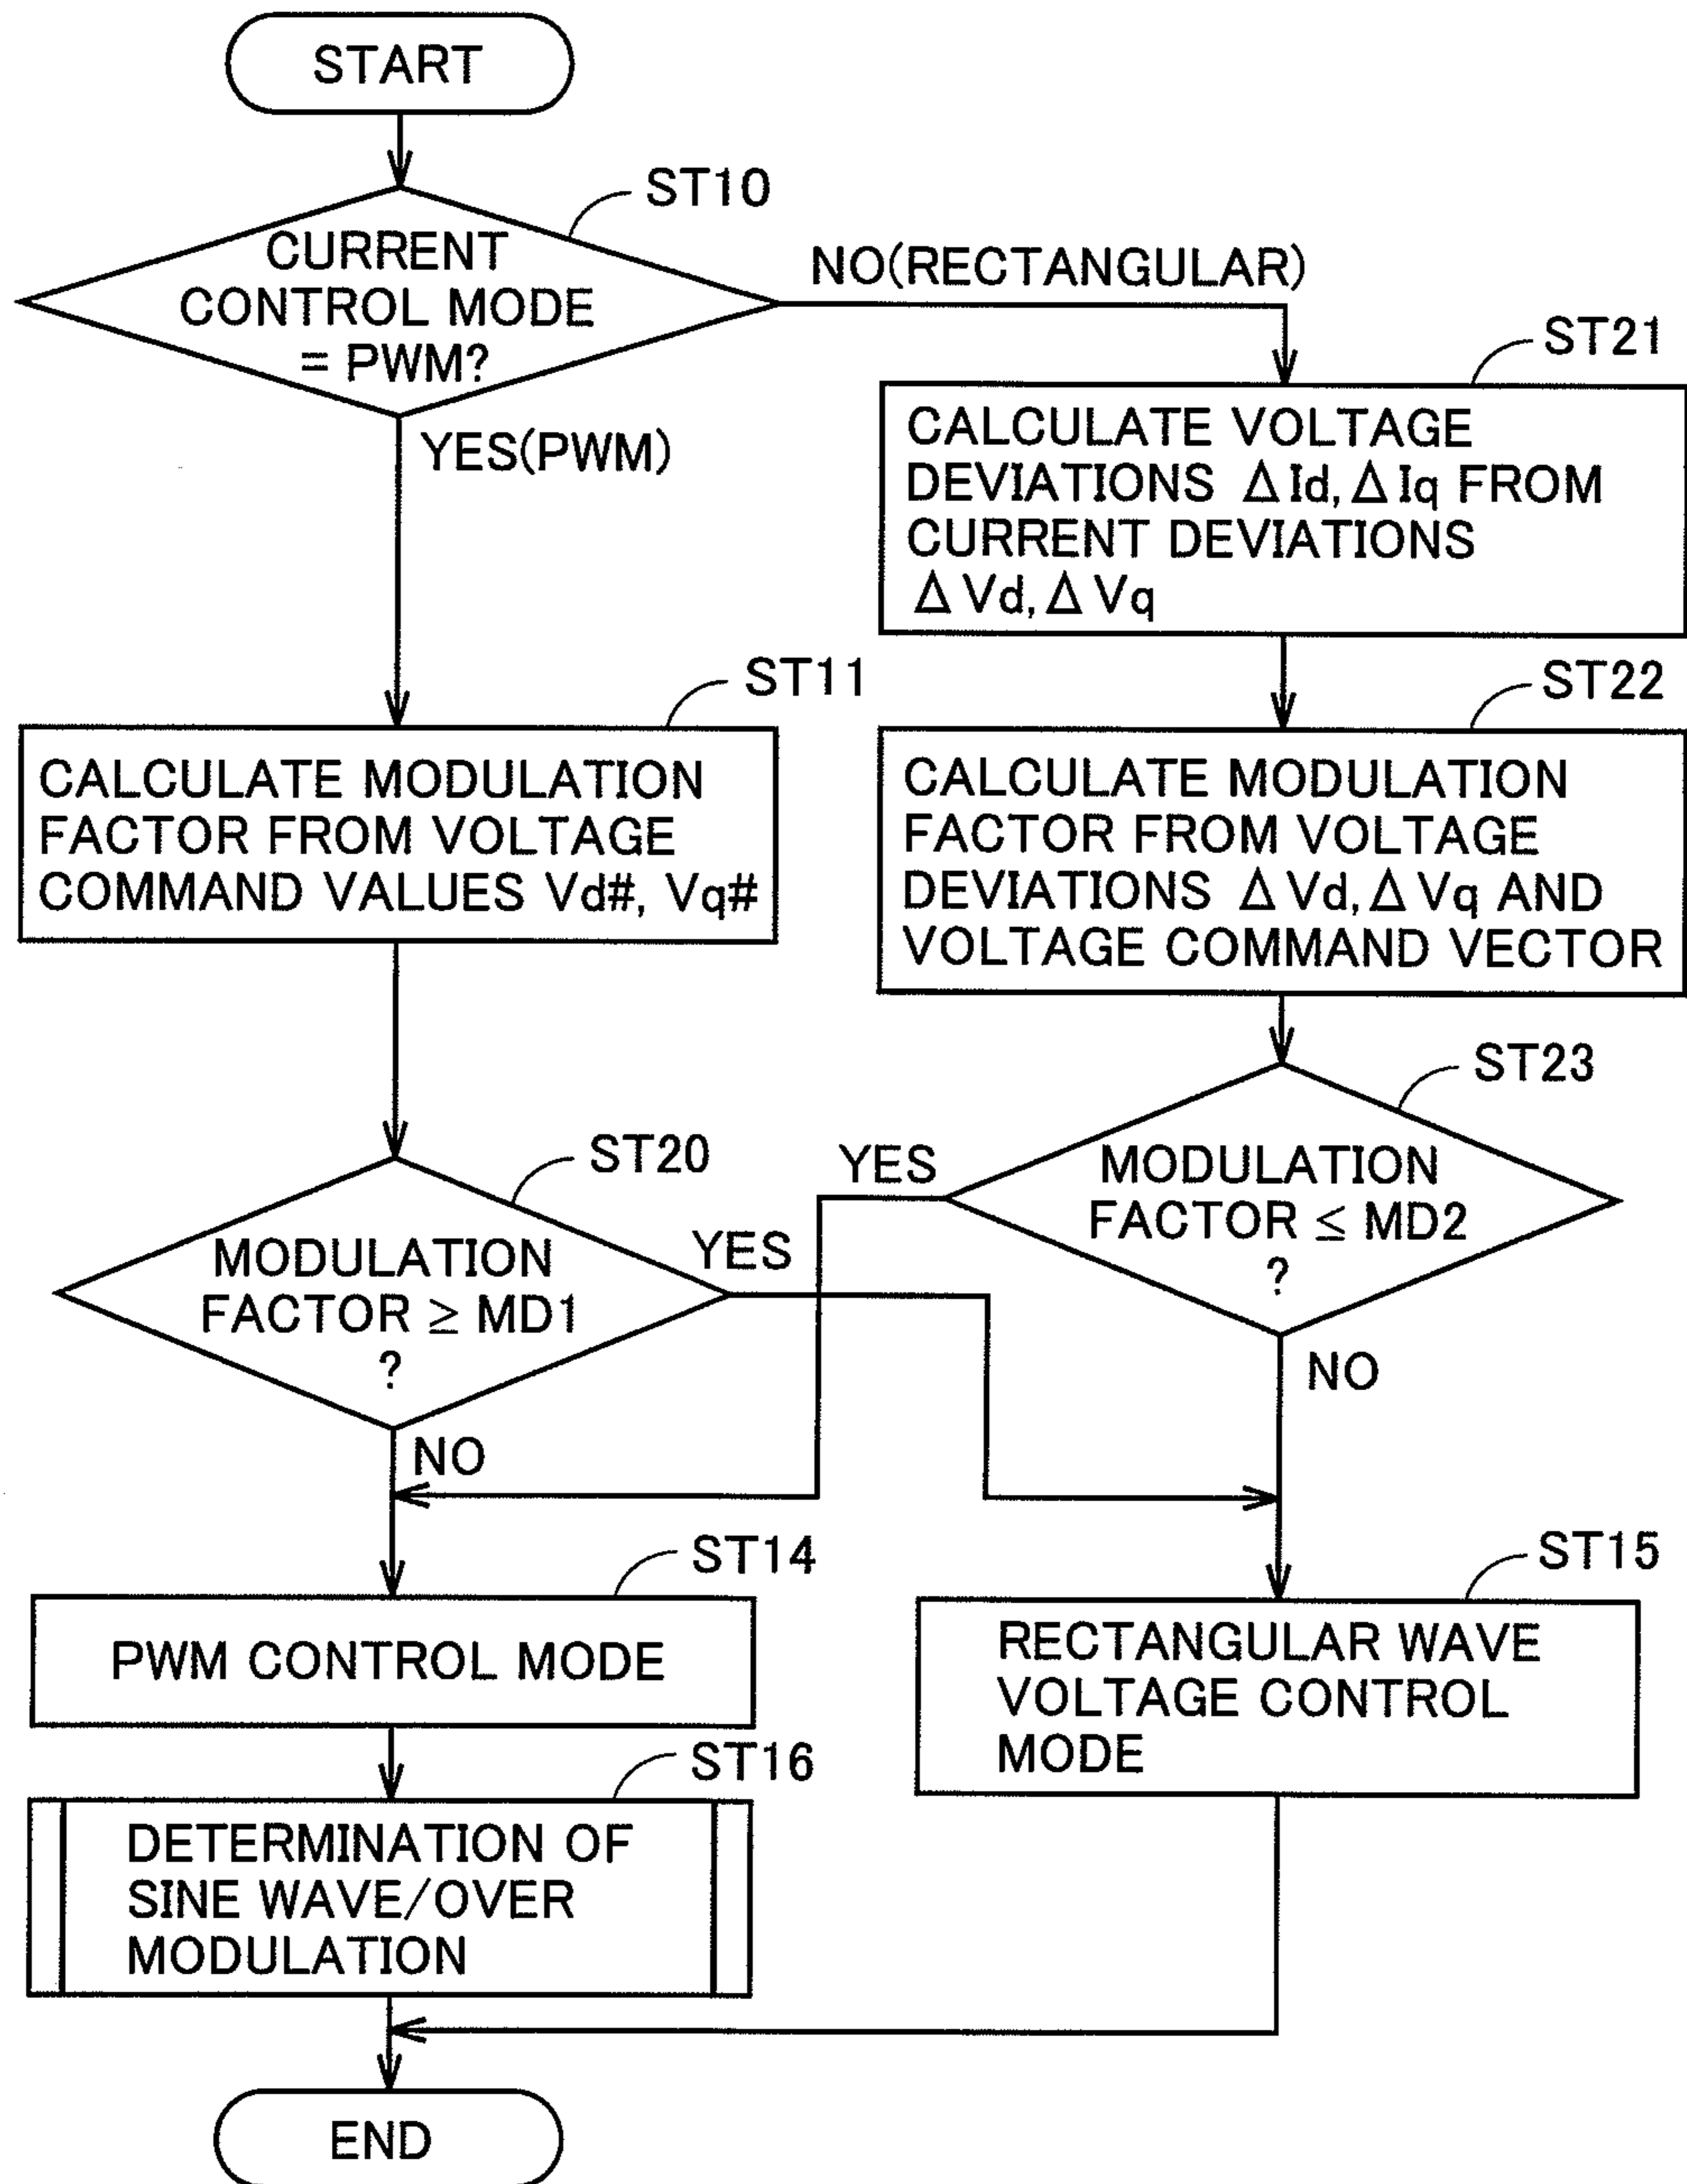 START
ST10
CURRENT
CONTROL MODE
= PWM?
NO(RECTANGULAR)
YES(PWM)
ST21
CALCULATE VOLTAGE
DEVIATIONS ΔId, ΔIq FROM
CURRENT DEVIATIONS
ΔVd, ΔVq
ST11
CALCULATE MODULATION
FACTOR FROM VOLTAGE
COMMAND VALUES Vd#, Vq#
ST22
CALCULATE MODULATION
FACTOR FROM VOLTAGE
DEVIATIONS ΔVd, ΔVq AND
VOLTAGE COMMAND VECTOR
ST20
MODULATION
FACTOR ≥ MD1
?
YES
NO
ST23
MODULATION
FACTOR ≤ MD2
?
YES
NO
ST14
PWM CONTROL MODE
ST15
RECTANGULAR WAVE
VOLTAGE CONTROL
MODE
ST16
DETERMINATION OF
SINE WAVE/OVER
MODULATION
END